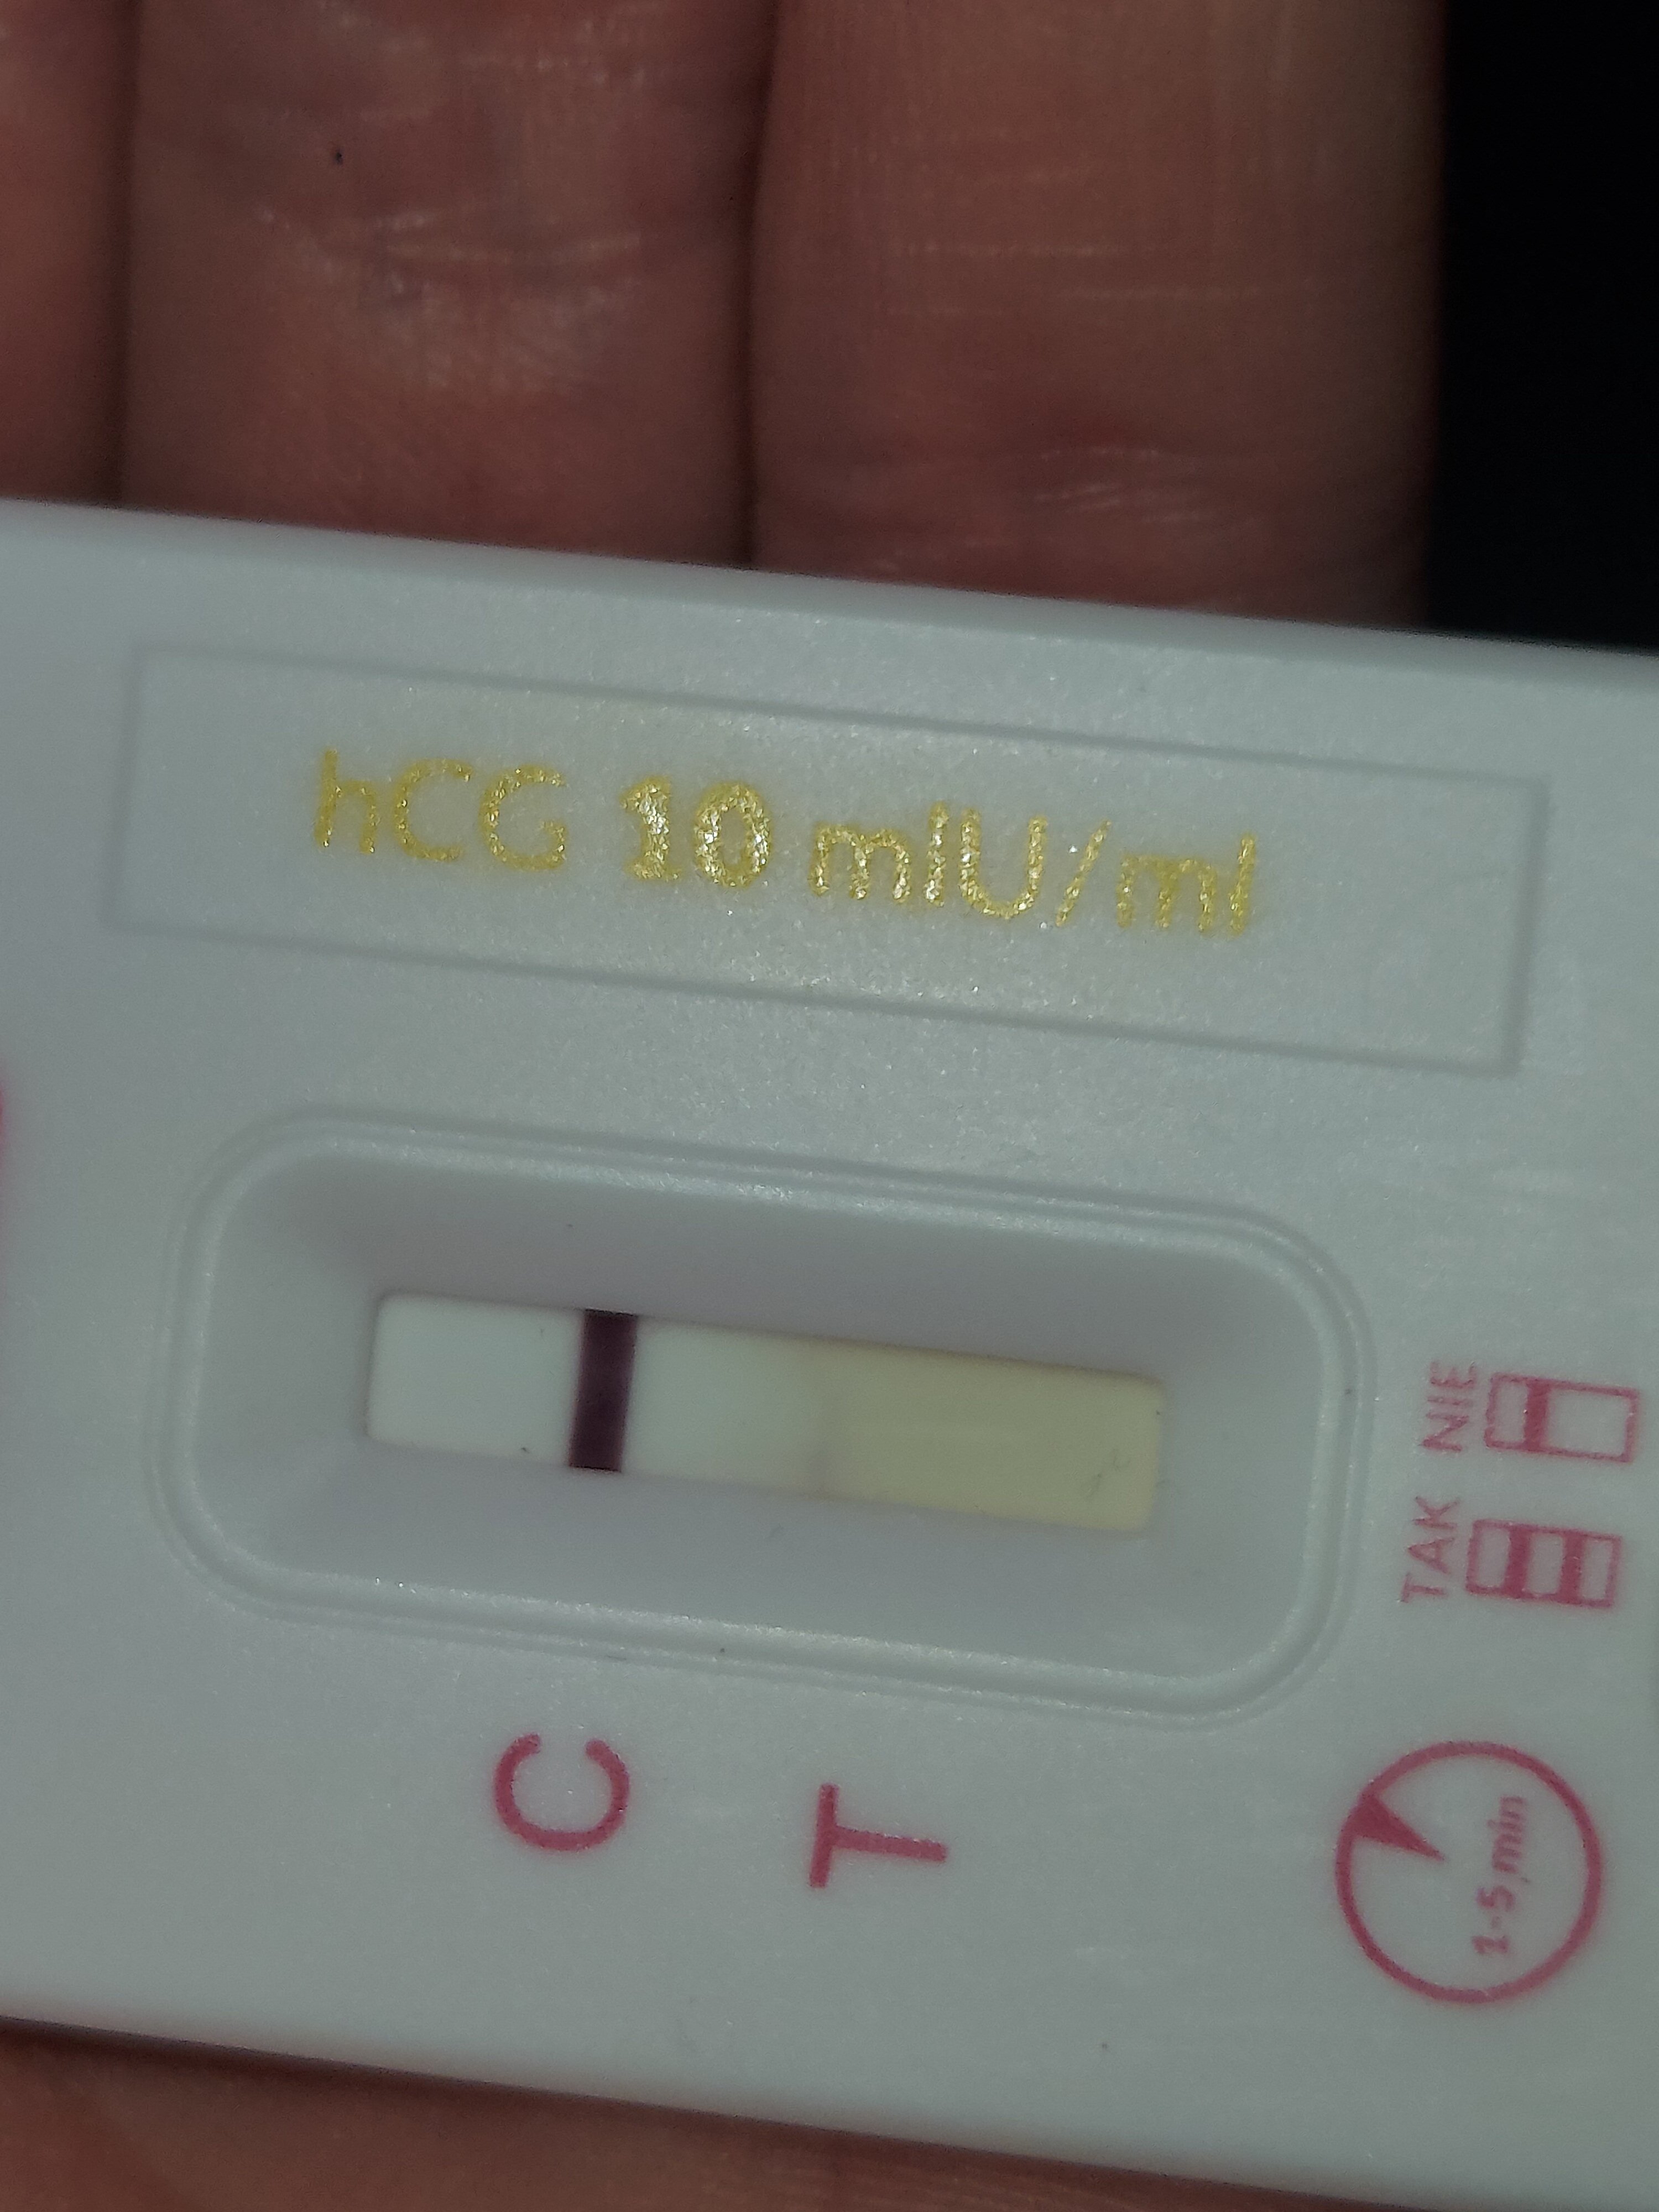 hCG 10 mIU/ml
C
T
NIE
TAK
1-5 min